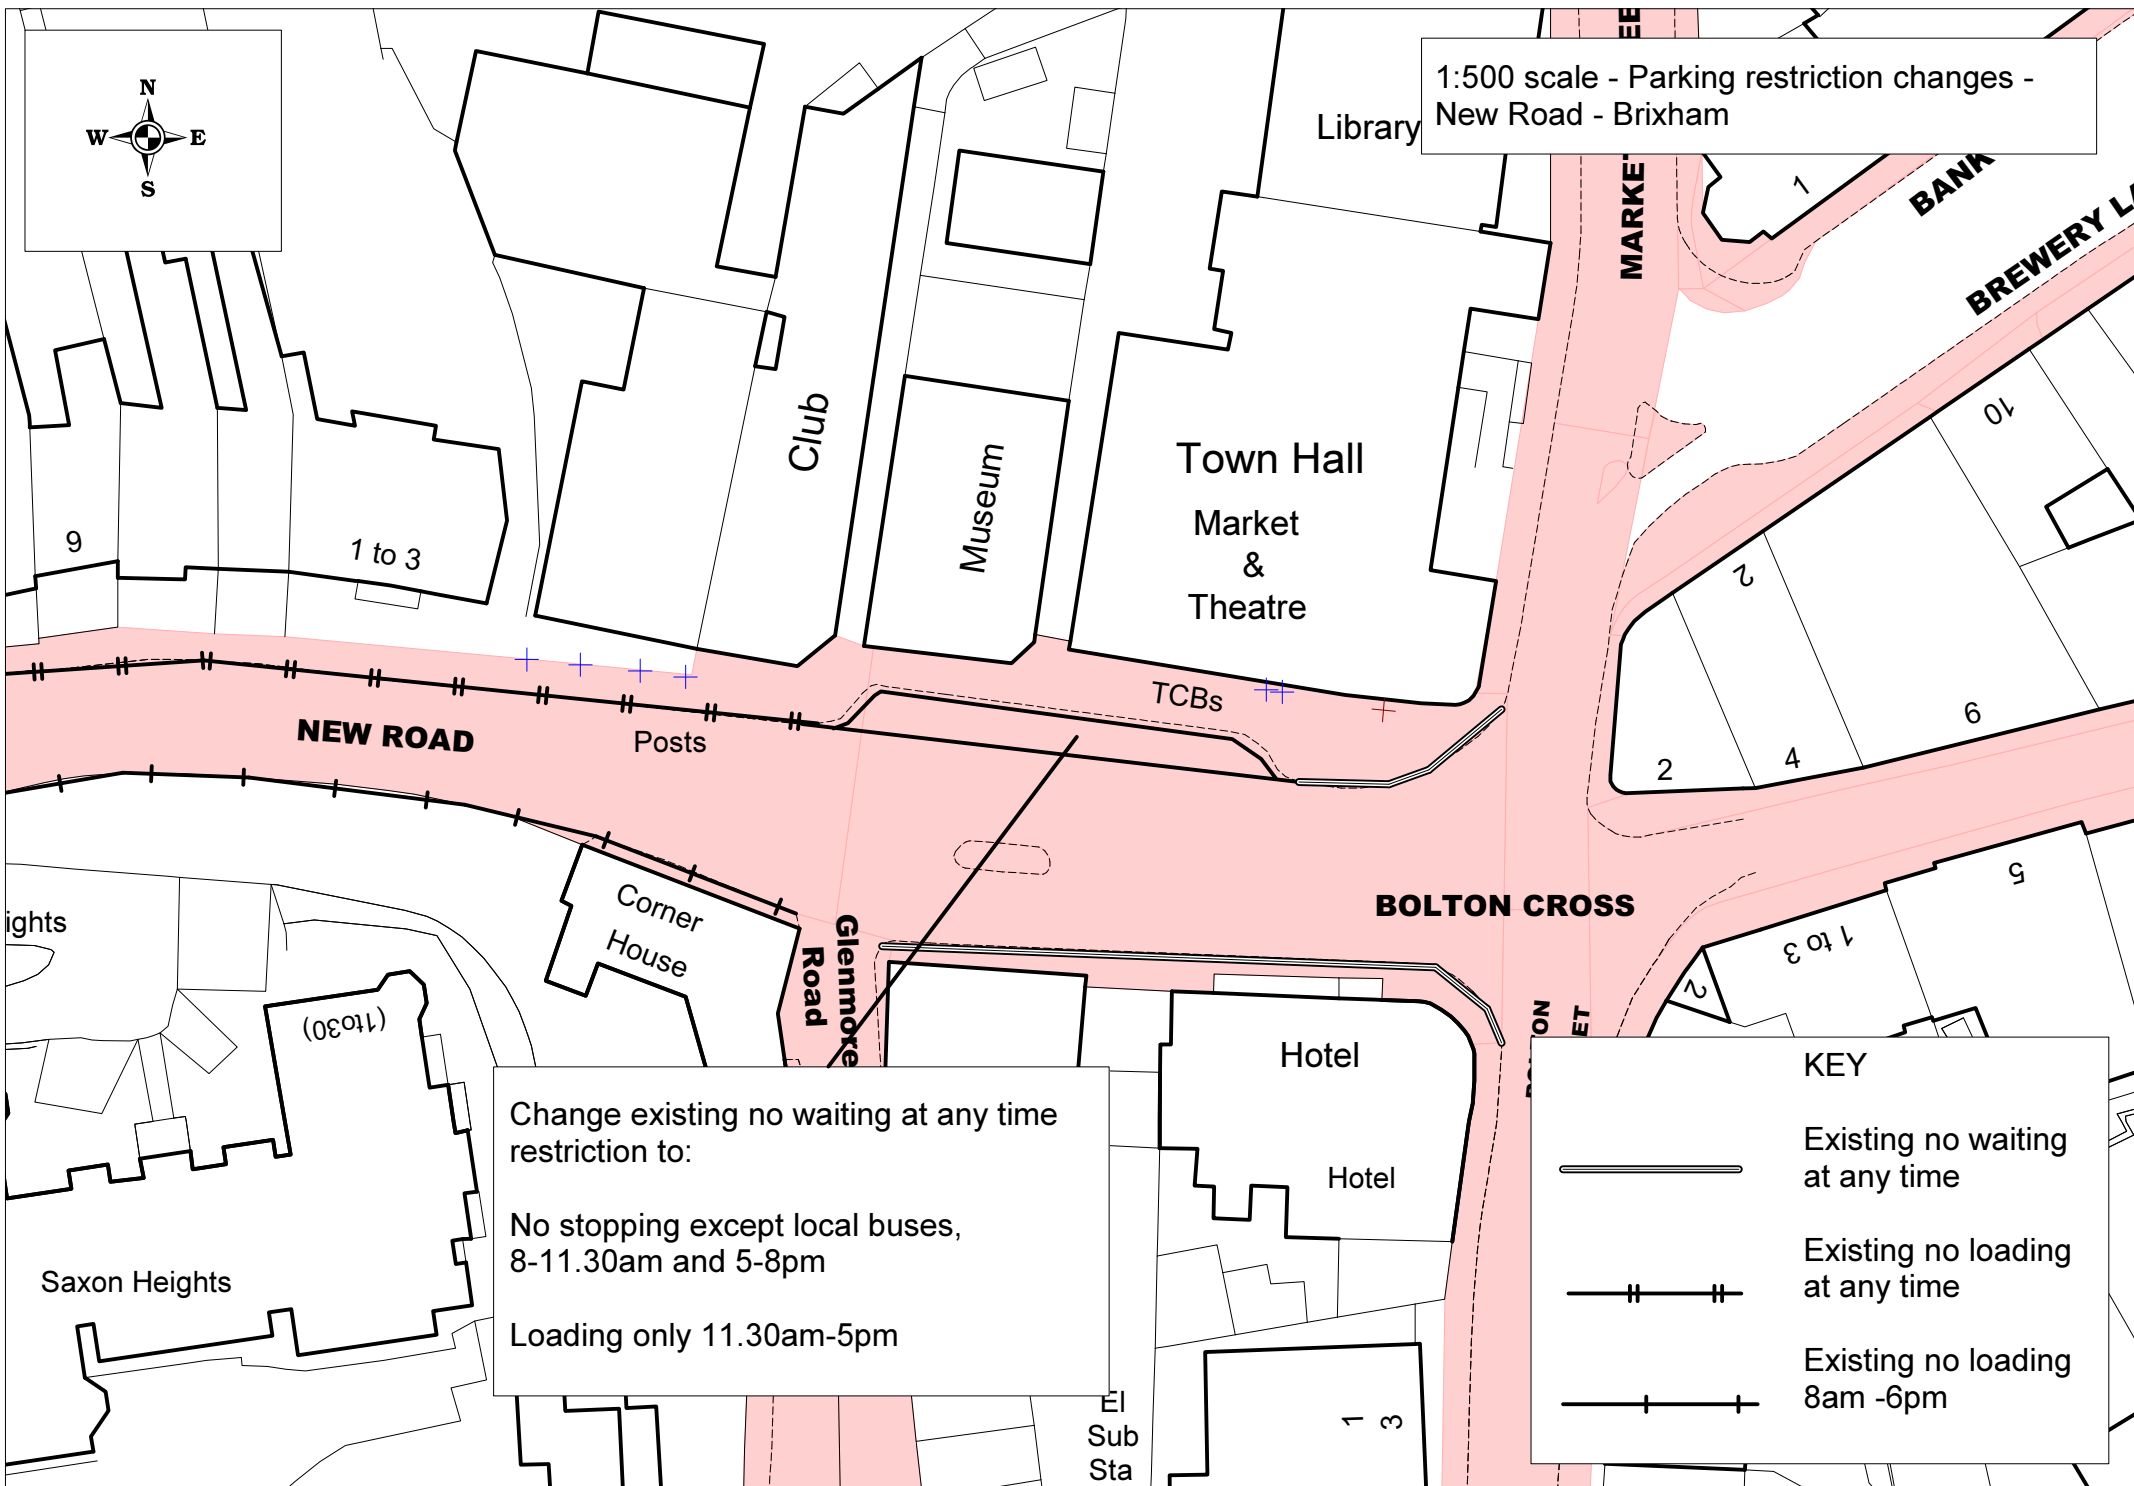 N
W E
S
1:500 scale - Parking restriction changes -
New Road - Brixham
Library
1
BANK
BREWERY
10
Club
Museum
Town Hall
Market
&
Theatre
9
1 to 3
2
TCBs
NEW ROAD
Posts
6
4
2
BOLTON CROSS
5
1 to 3
2
Corner
House
Glenmore
Road
(1to30)
Saxon Heights
Hotel
Hotel
Change existing no waiting at any time
restriction to:
No stopping except local buses,
8-11.30am and 5-8pm
Loading only 11.30am-5pm
El
Sub
Sta
1
3
KEY
Existing no waiting
at any time
Existing no loading
at any time
Existing no loading
8am -6pm